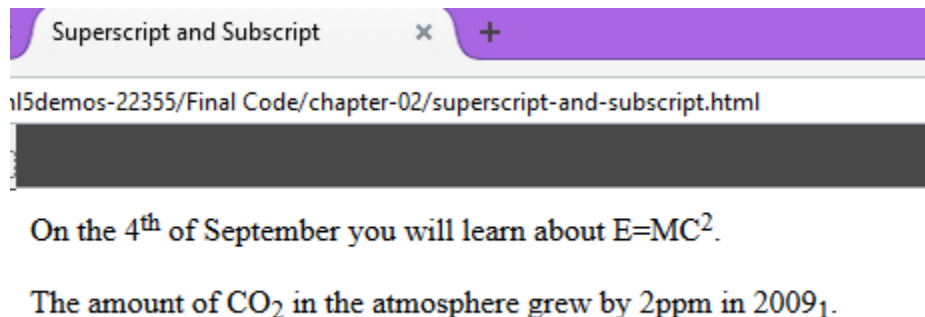 Superscript and Subscript × +
nl5demos-22355/Final Code/chapter-02/superscript-and-subscript.html
On the 4ᵗʰ of September you will learn about E=MC².
The amount of CO₂ in the atmosphere grew by 2ppm in 2009₁.